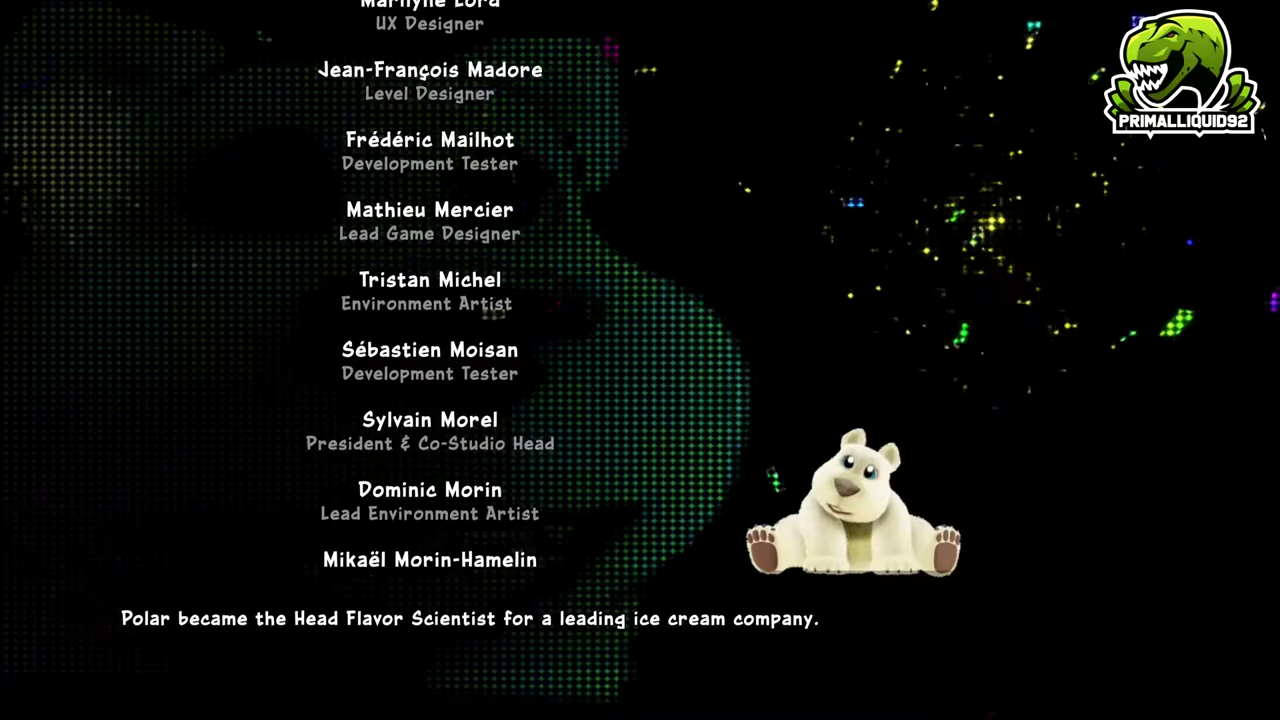 Marilyne Lord
UX Designer
Jean-François Madore
Level Designer
Frédéric Mailhot
Development Tester
Mathieu Mercier
Lead Game Designer
Tristan Michel
Environment Artist
Sébastien Moisan
Development Tester
Sylvain Morel
President & Co-Studio Head
Dominic Morin
Lead Environment Artist
Mikaël Morin-Hamelin
Polar became the Head Flavor Scientist for a leading ice cream company.
PRIMALLIQUID92